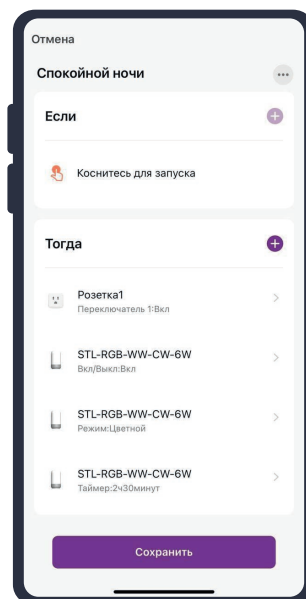 Отмена
Спокойной ночи
Если
Коснитесь для запуска
Тогда
Розетка1
Переключатель 1:Вкл
STL-RGB-WW-CW-6W
Вкл/Выкл:Вкл
STL-RGB-WW-CW-6W
Режим:Цветной
STL-RGB-WW-CW-6W
Таймер:2ч30минут
Сохранить